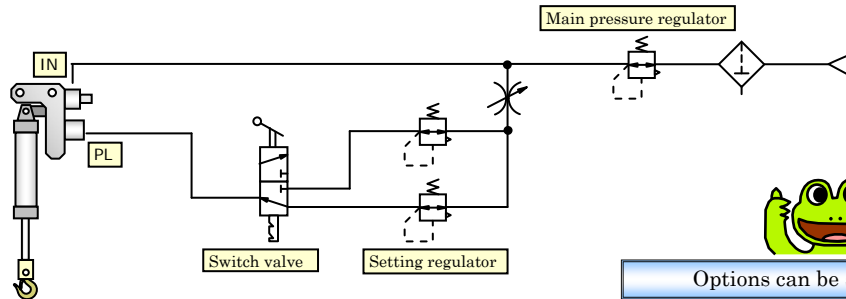 Main pressure regulator
IN
PL
Switch valve
Setting regulator
Options can be